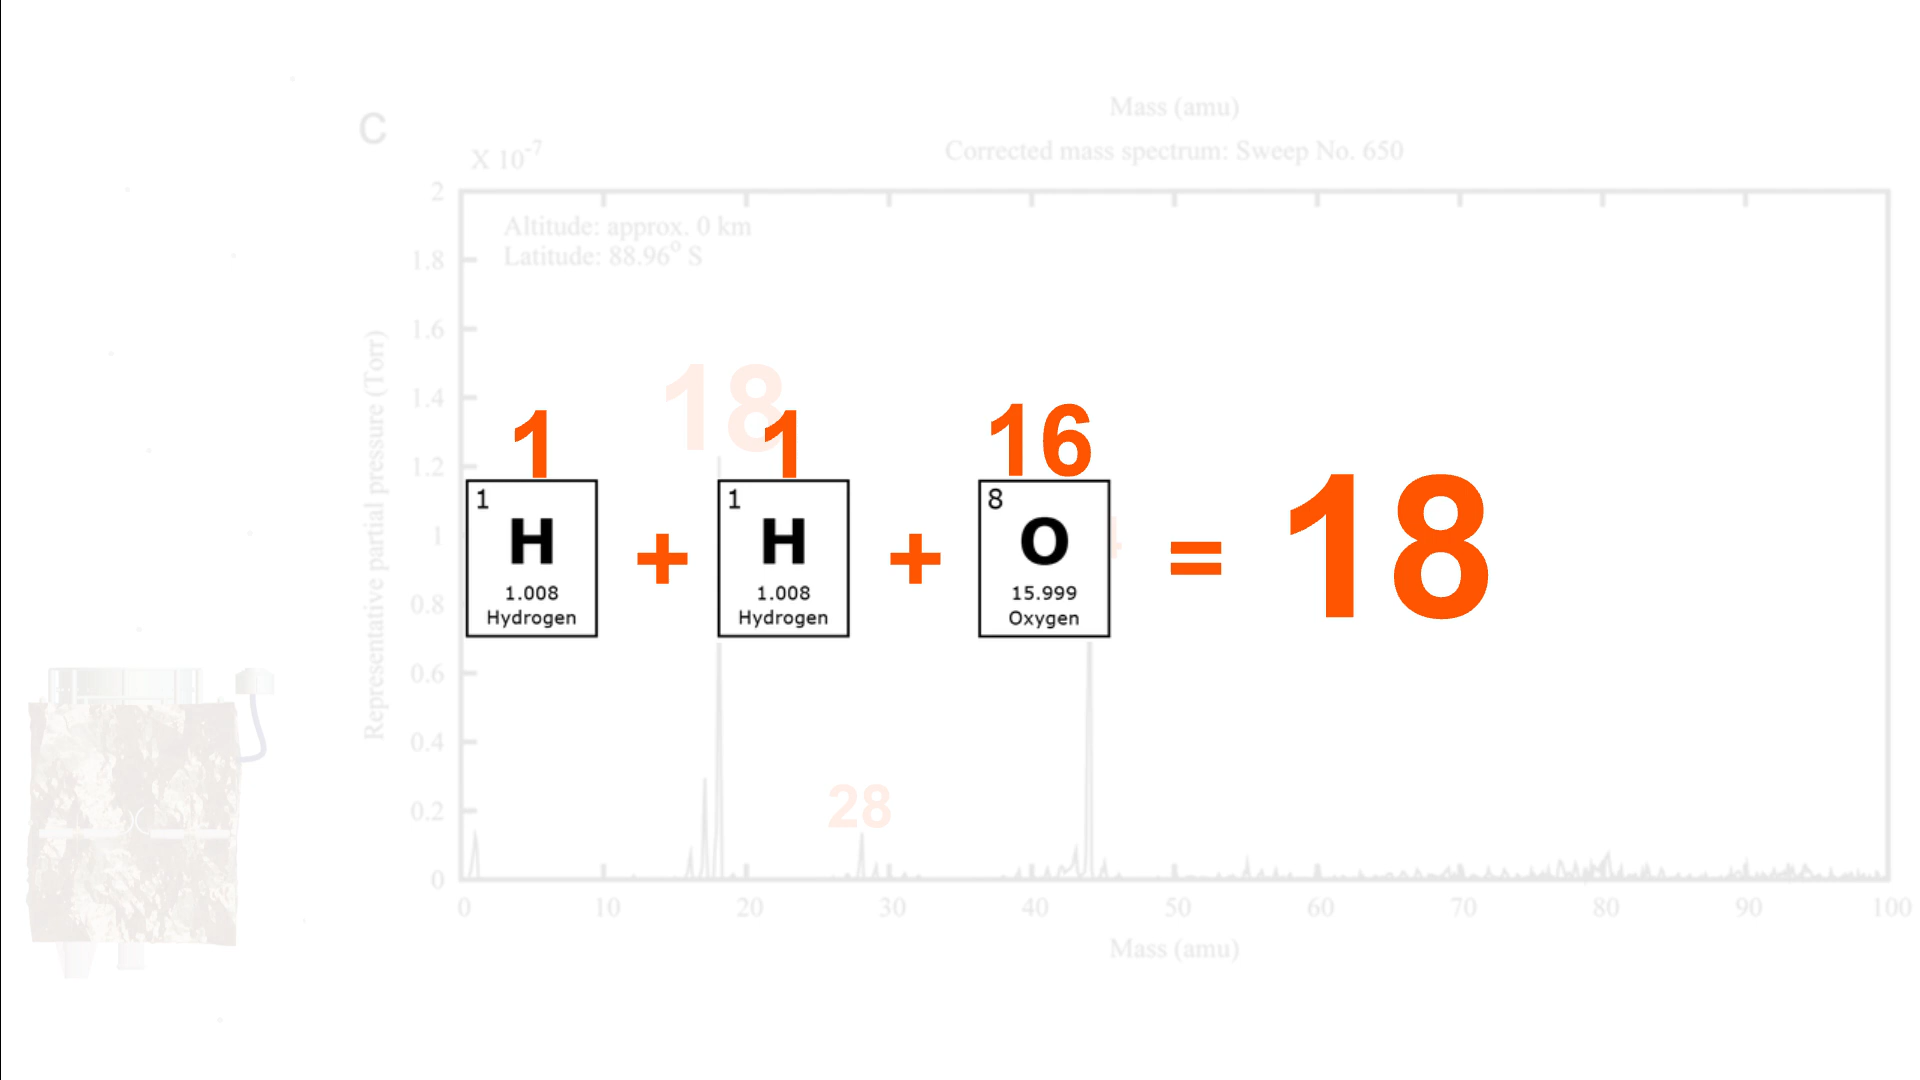 Mass (amu)
C
X 10-7
Corrected mass spectrum: Sweep No. 650
2
Altitude: approx. 0 km
Latitude: 88.96o S
1.8
1.6
1.4
1.2
1
0.8
0.6
0.4
0.2
0
Representative partial pressure (Torr)
18
1 1 16
1 H 1.008 Hydrogen
+
1 H 1.008 Hydrogen
+
8 O 15.999 Oxygen
=
18
28
0 10 20 30 40 50 60 70 80 90 100
Mass (amu)